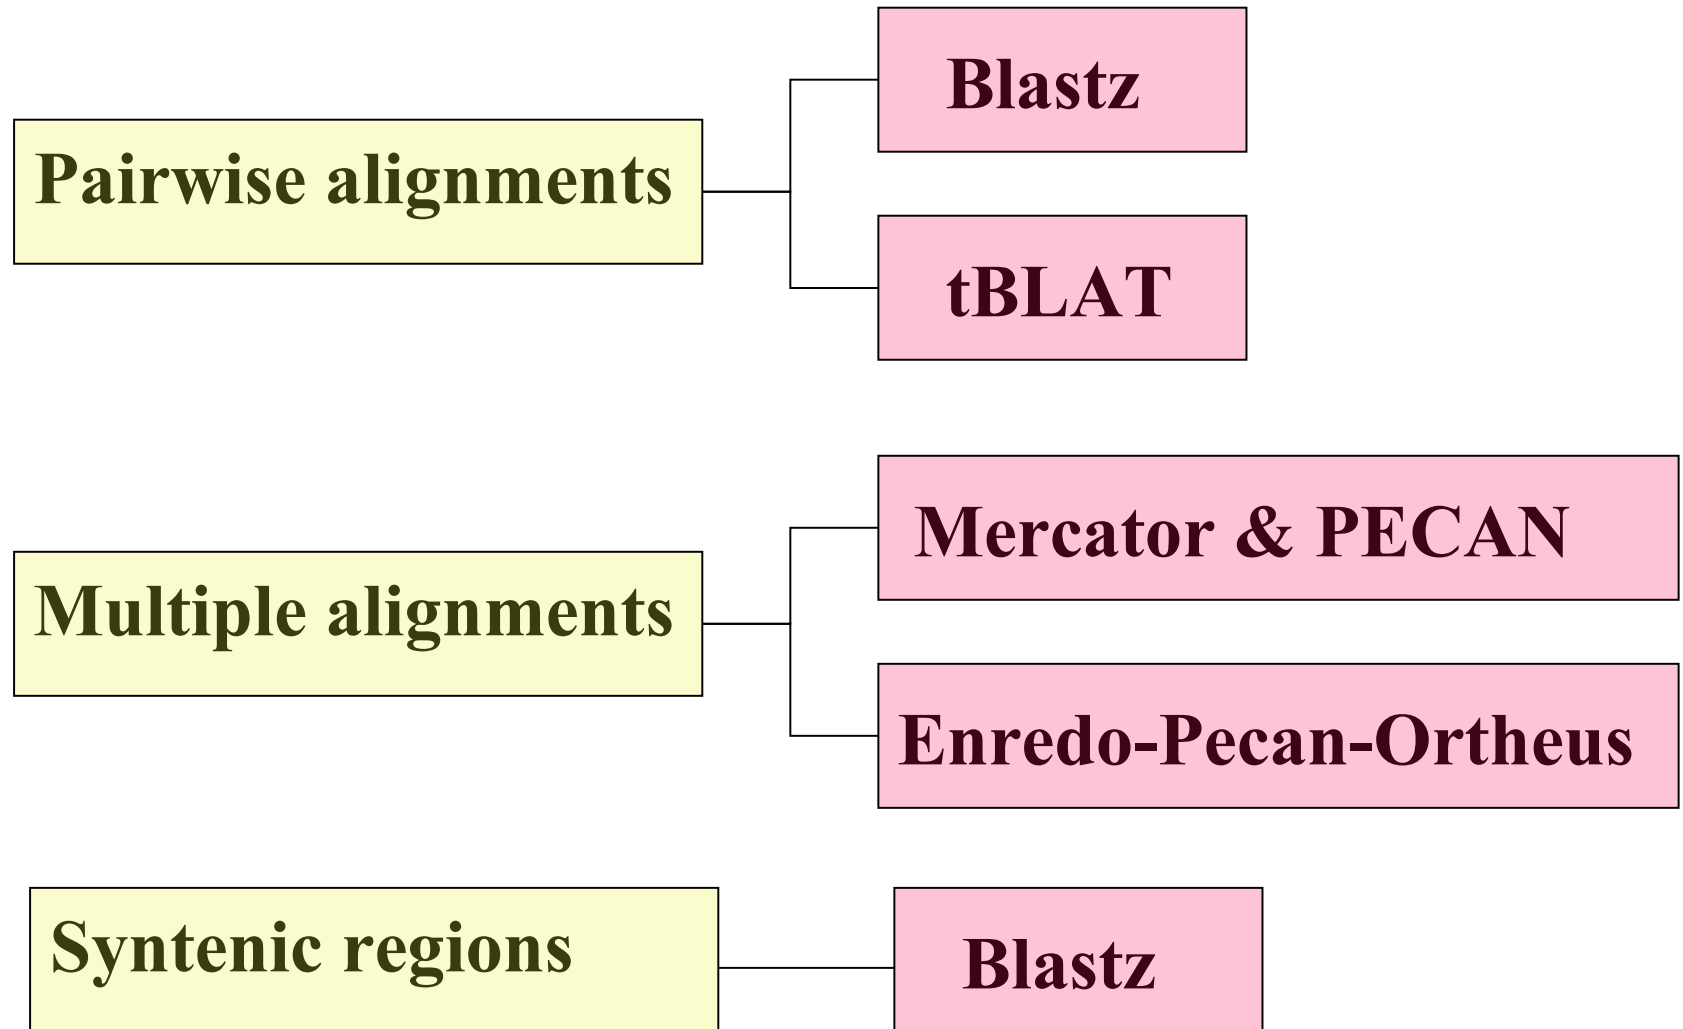 Blastz
Pairwise alignments
tBLAT
Mercator & PECAN
Multiple alignments
Enredo-Pecan-Ortheus
Syntenic regions
Blastz